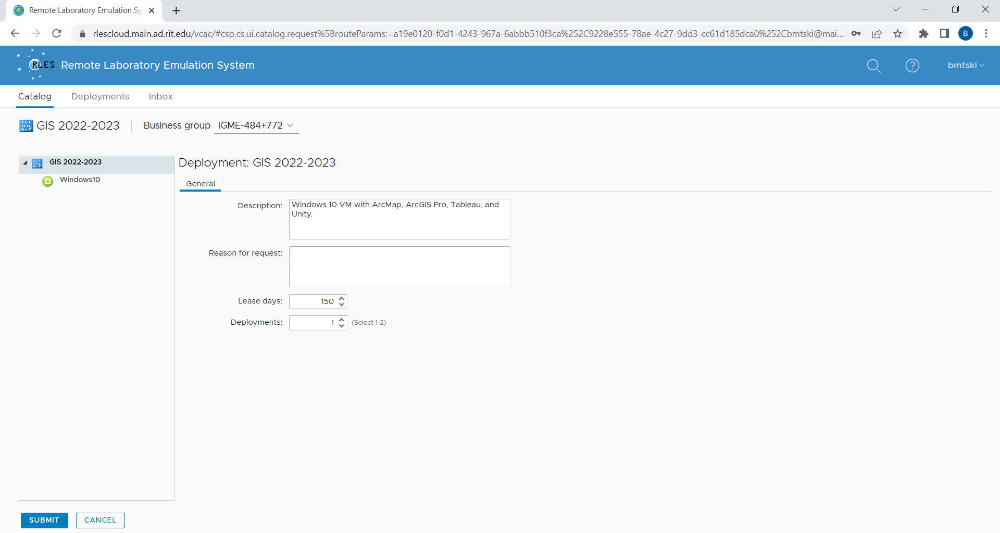 Remote Laboratory Emulation Sy
rlescloud.main.ad.rit.edu/vcac/#csp.cs.ui.catalog.request%5BrouteParams:=a19e0120-f0d1-4243-967a-6abbb510f3ca%252C9228e555-78ae-4c27-9dd3-cc61d185dca0%252Cbmtski@mai...
B
RLES Remote Laboratory Emulation System
?
bmtski
Catalog Deployments Inbox
GIS 2022-2023 Business group IGME-484+772
GIS 2022-2023
Windows10
Deployment: GIS 2022-2023
General
Description: Windows 10 VM with ArcMap, ArcGIS Pro, Tableau, and
Unity.
Reason for request:
Lease days: 150
Deployments: 1 (Select 1-2)
SUBMIT CANCEL